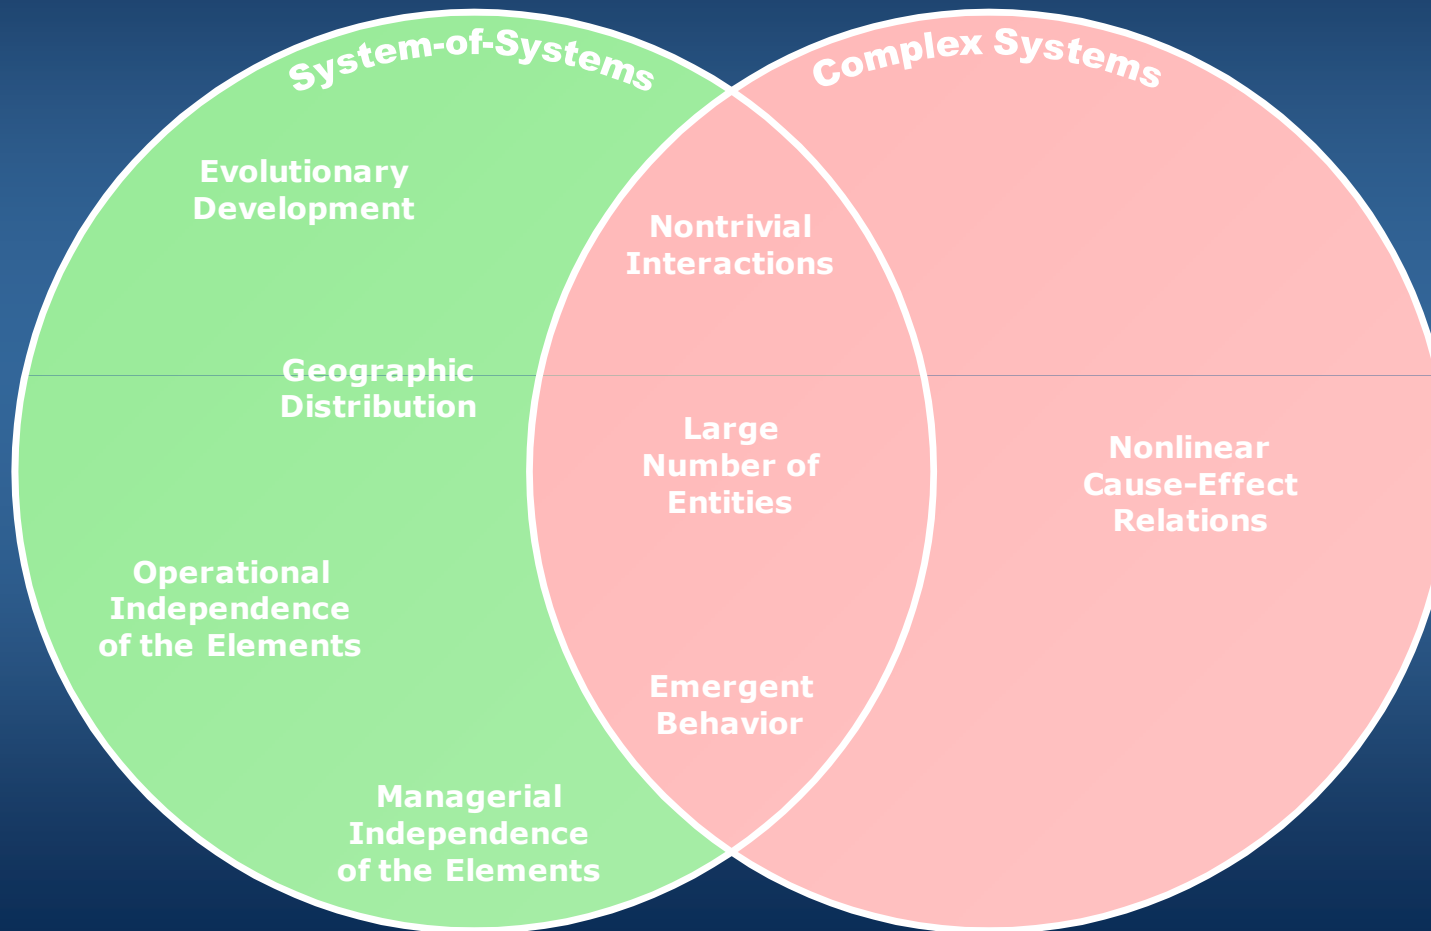 System-of-Systems
Complex Systems
Evolutionary
Development
Nontrivial
Interactions
Geographic
Distribution
Large
Number of
Entities
Nonlinear
Cause-Effect
Relations
Operational
Independence
of the Elements
Emergent
Behavior
Managerial
Independence
of the Elements